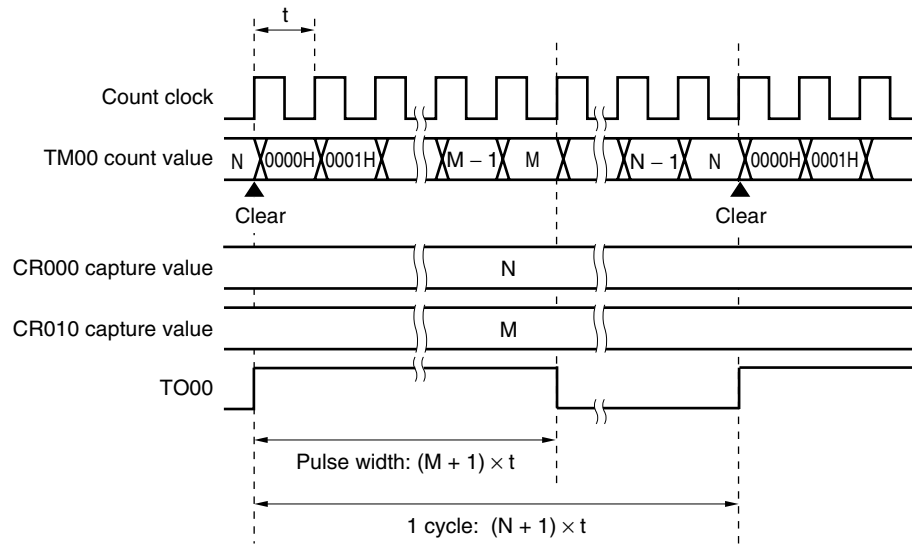 t
Count clock
TM00 count value N 0000H 0001H M – 1 M N – 1 N 0000H 0001H
Clear Clear
CR000 capture value N
CR010 capture value M
TO00
Pulse width: (M + 1) × t
1 cycle: (N + 1) × t